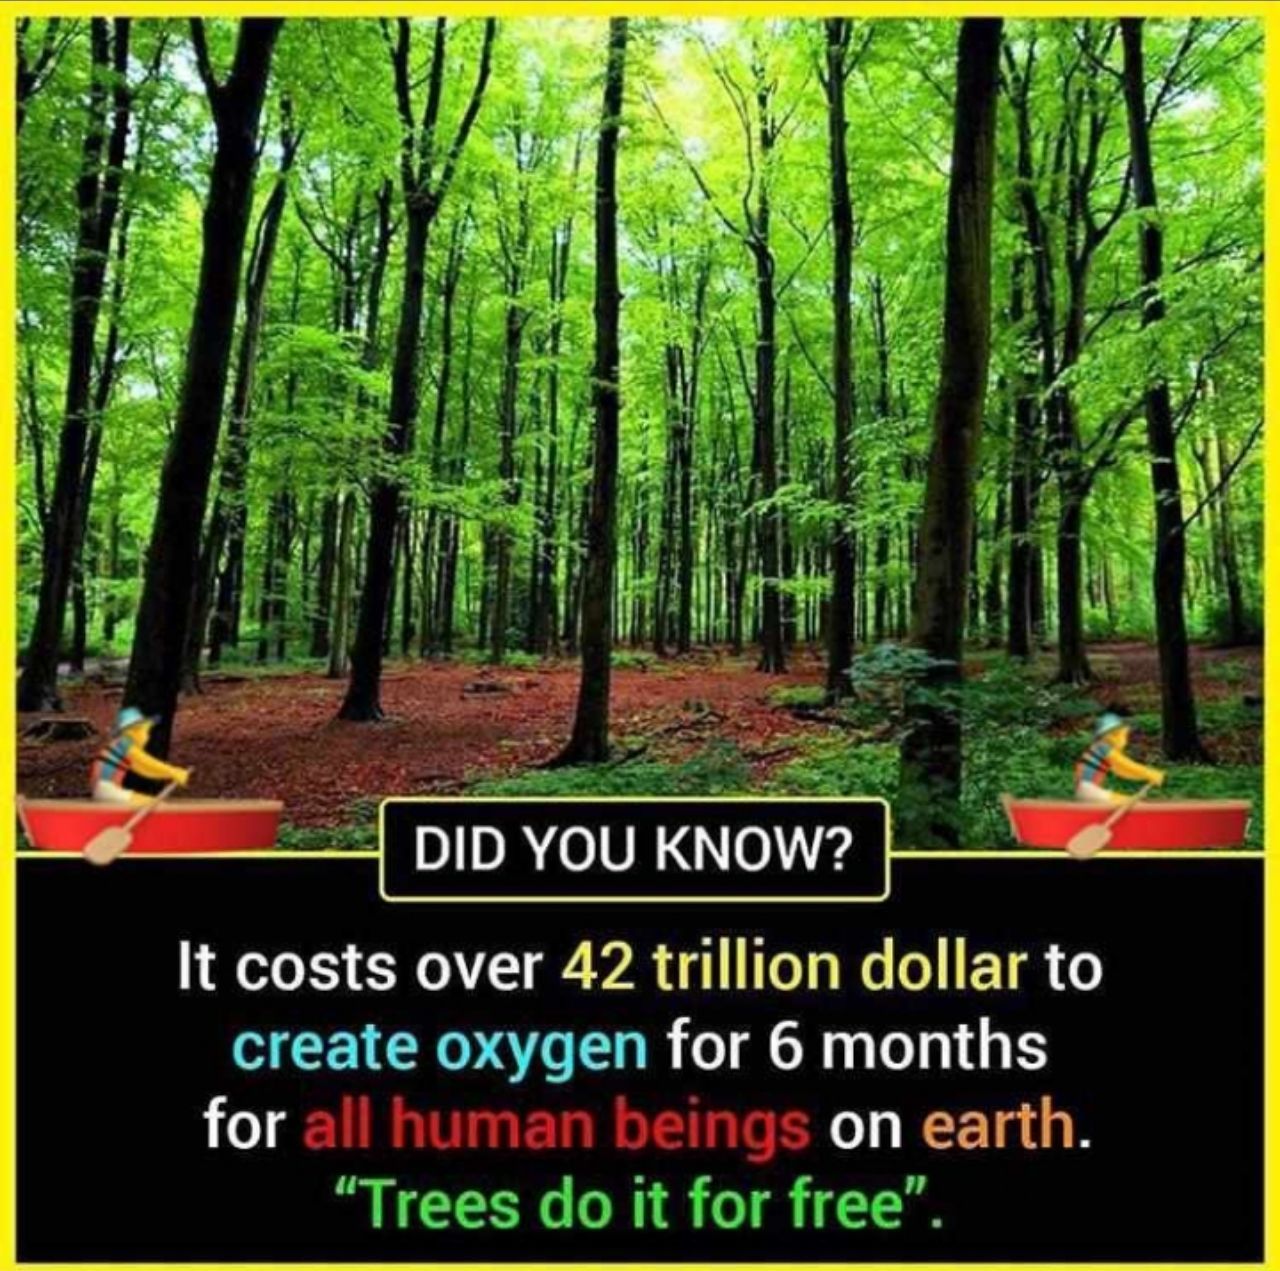 DID YOU KNOW?
It costs over 42 trillion dollar to
create oxygen for 6 months
for all human beings on earth.
“Trees do it for free”.